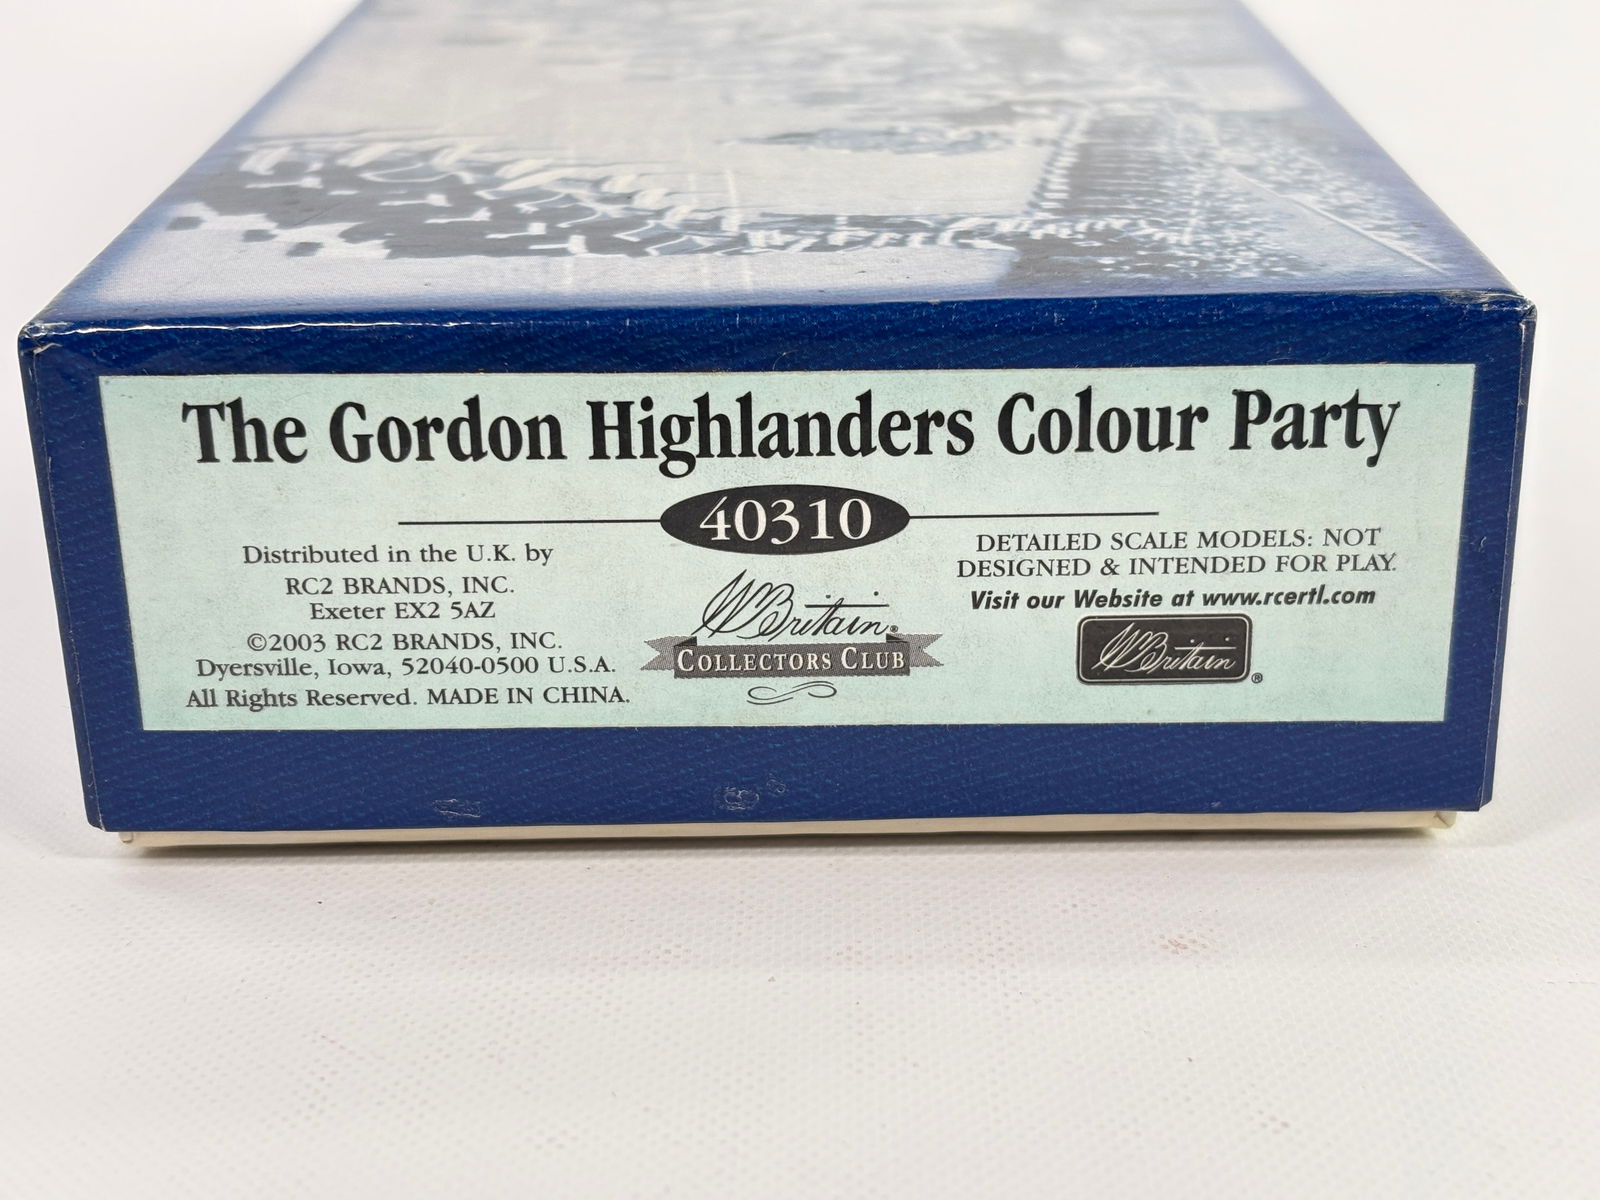 The Gordon Highlanders Colour Party
40310
Distributed in the U.K. by
RC2 BRANDS, INC.
Exeter EX2 5AZ
©2003 RC2 BRANDS, INC.
Dyersville, Iowa, 52040-0500 U.S.A.
All Rights Reserved. MADE IN CHINA.
W Britain®
COLLECTORS CLUB
DETAILED SCALE MODELS: NOT
DESIGNED & INTENDED FOR PLAY.
Visit our Website at www.rcertl.com
W Britain®